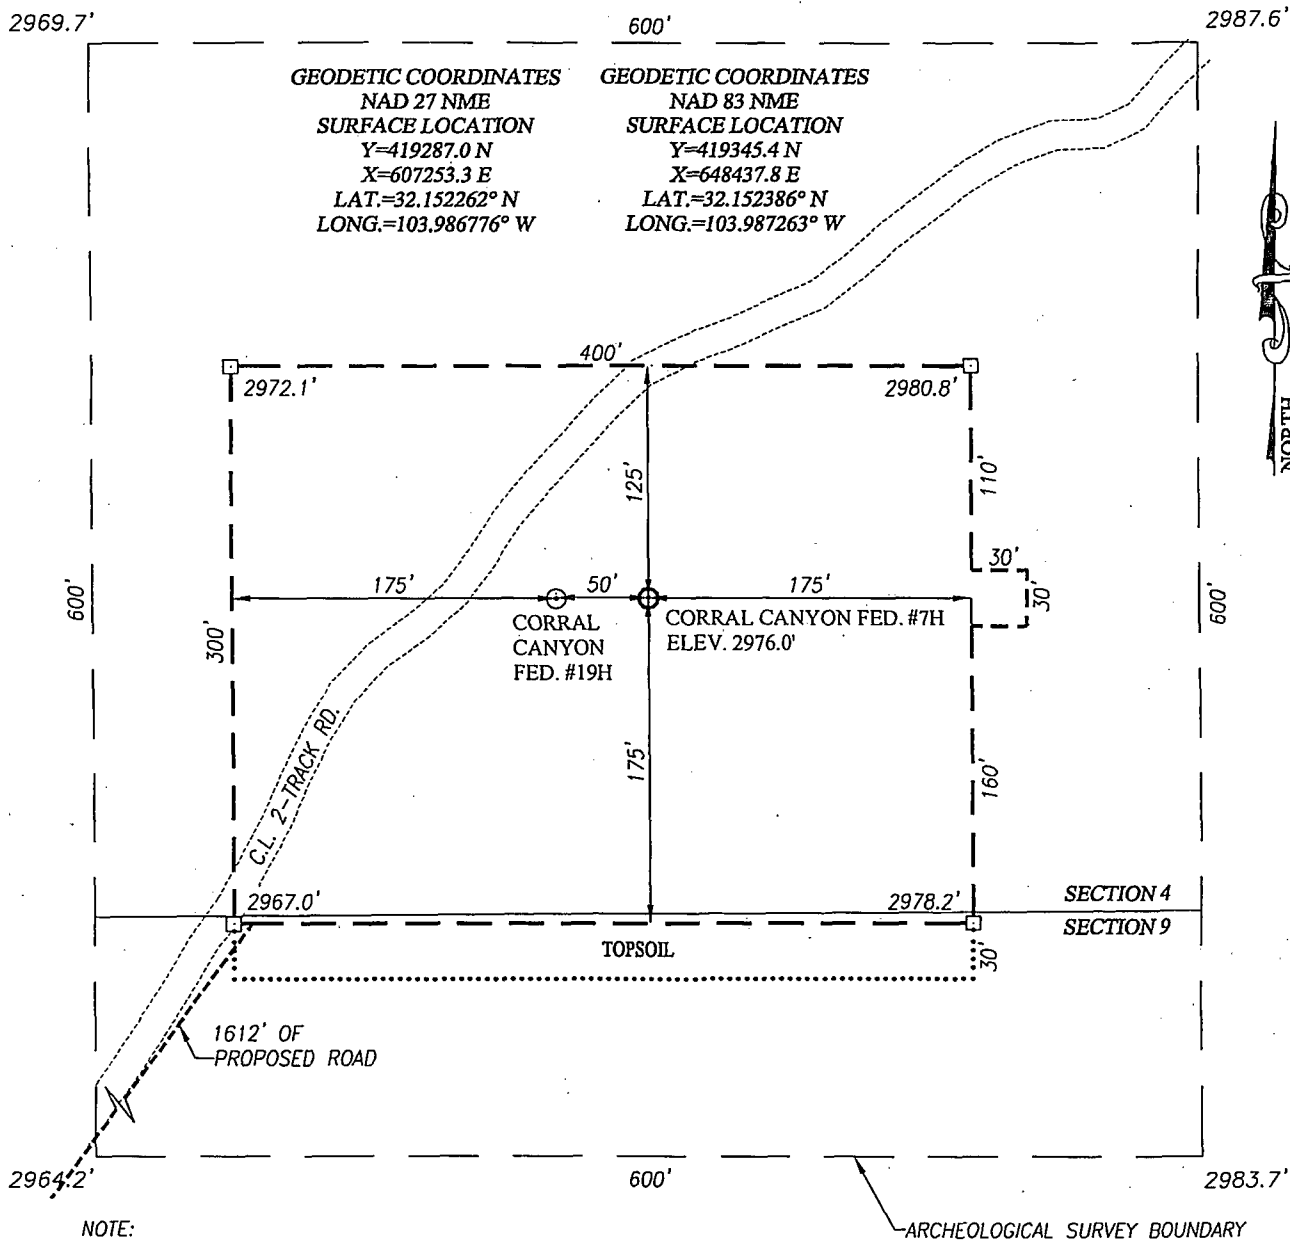 2969.7'
600'
2987.6'
GEODETIC COORDINATES
NAD 27 NME
SURFACE LOCATION
Y=419287.0 N
X=607253.3 E
LAT.=32.152262° N
LONG.=103.986776° W
GEODETIC COORDINATES
NAD 83 NME
SURFACE LOCATION
Y=419345.4 N
X=648437.8 E
LAT.=32.152386° N
LONG.=103.987263° W
NORTH
400'
2972.1'
2980.8'
125'
110'
600'
300'
175'
50'
175'
30'
30'
600'
CORRAL
CANYON
FED. #19H
CORRAL CANYON FED. #7H
ELEV. 2976.0'
C.L. 2-TRACK RD.
175'
160'
2967.0'
2978.2'
SECTION 4
SECTION 9
TOPSOIL
30'
1612' OF
PROPOSED ROAD
2964.2'
600'
2983.7'
NOTE:
ARCHEOLOGICAL SURVEY BOUNDARY